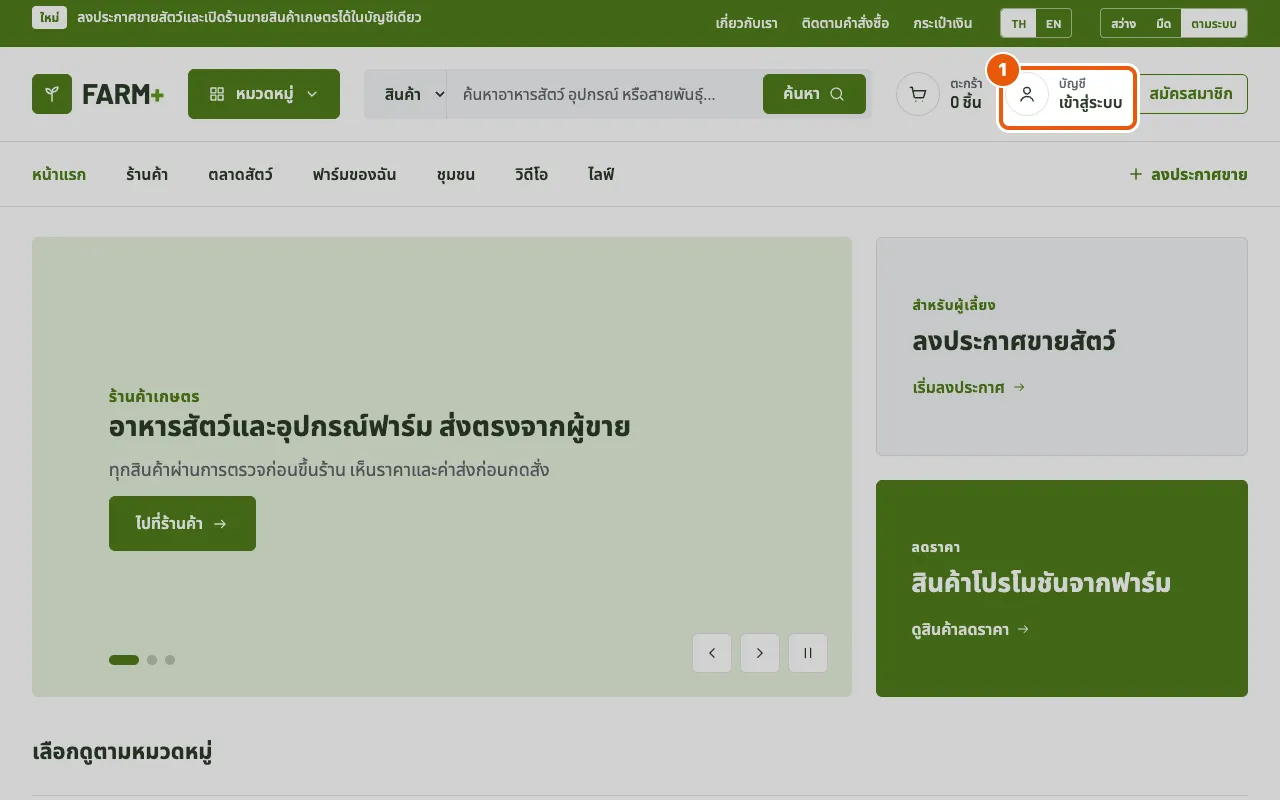 ใหม่ ลงประกาศขายสัตว์และเปิดร้านขายสินค้าเกษตรได้ในบัญชีเดียว
เกี่ยวกับเรา ติดตามคำสั่งซื้อ กระเป๋าเงิน TH EN สว่าง มืด ตามระบบ
FARM+
หมวดหมู่
สินค้า ค้นหาอาหารสัตว์ อุปกรณ์ หรือสายพันธุ์... ค้นหา
ตะกร้า
0 ชิ้น
1
บัญชี
เข้าสู่ระบบ
สมัครสมาชิก
หน้าแรก ร้านค้า ตลาดสัตว์ ฟาร์มของฉัน ชุมชน วิดีโอ ไลฟ์ + ลงประกาศขาย
ร้านค้าเกษตร
อาหารสัตว์และอุปกรณ์ฟาร์ม ส่งตรงจากผู้ขาย
ทุกสินค้าผ่านการตรวจก่อนขึ้นร้าน เห็นราคาและค่าส่งก่อนกดสั่ง
ไปที่ร้านค้า →
สำหรับผู้เลี้ยง
ลงประกาศขายสัตว์
เริ่มลงประกาศ →
ลดราคา
สินค้าโปรโมชันจากฟาร์ม
ดูสินค้าลดราคา →
เลือกดูตามหมวดหมู่